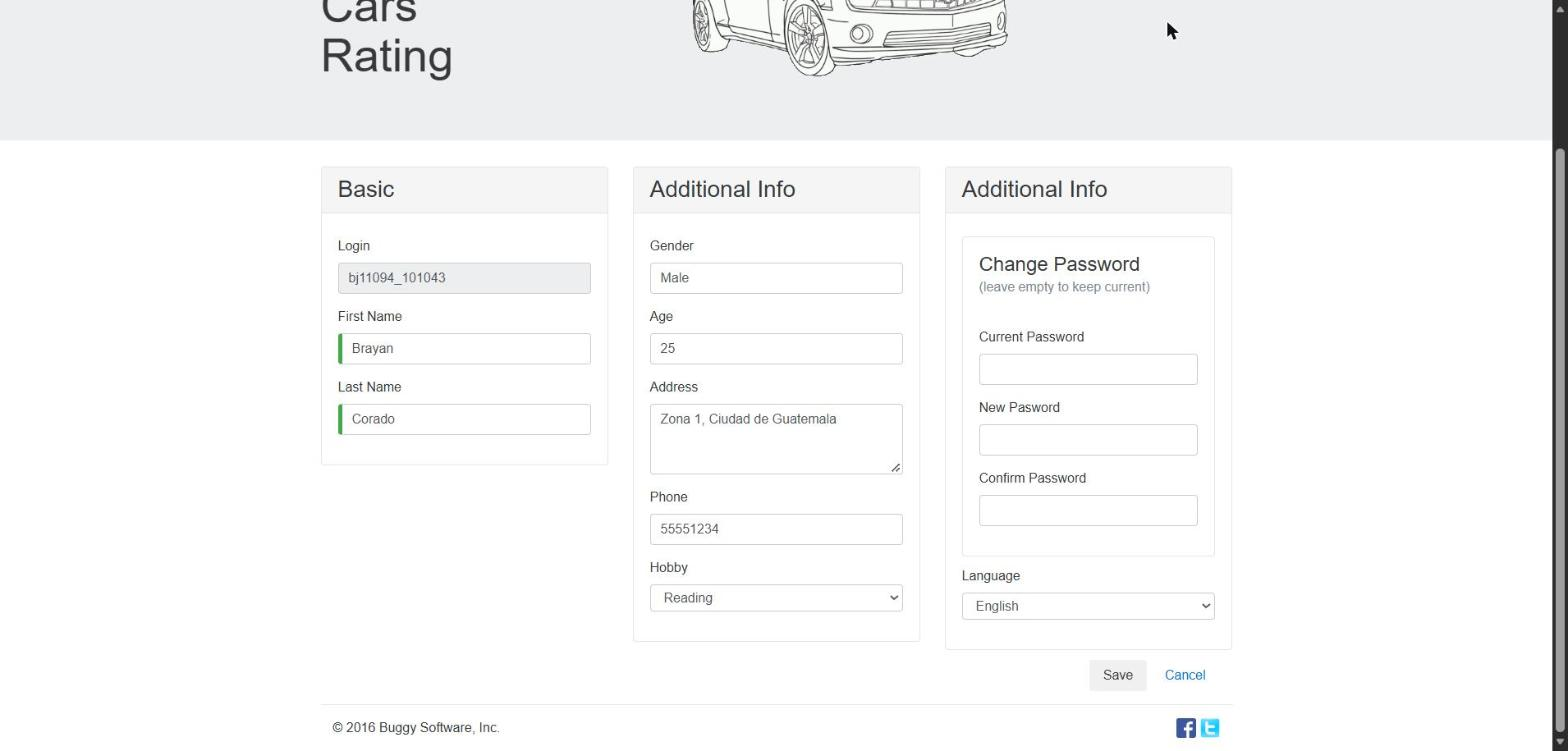 Cars
Rating
Basic
Login
bj11094_101043
First Name
Brayan
Last Name
Corado
Additional Info
Gender
Male
Age
25
Address
Zona 1, Ciudad de Guatemala
Phone
55551234
Hobby
Reading
Additional Info
Change Password
(leave empty to keep current)
Current Password
New Pasword
Confirm Password
Language
English
Save Cancel
© 2016 Buggy Software, Inc.